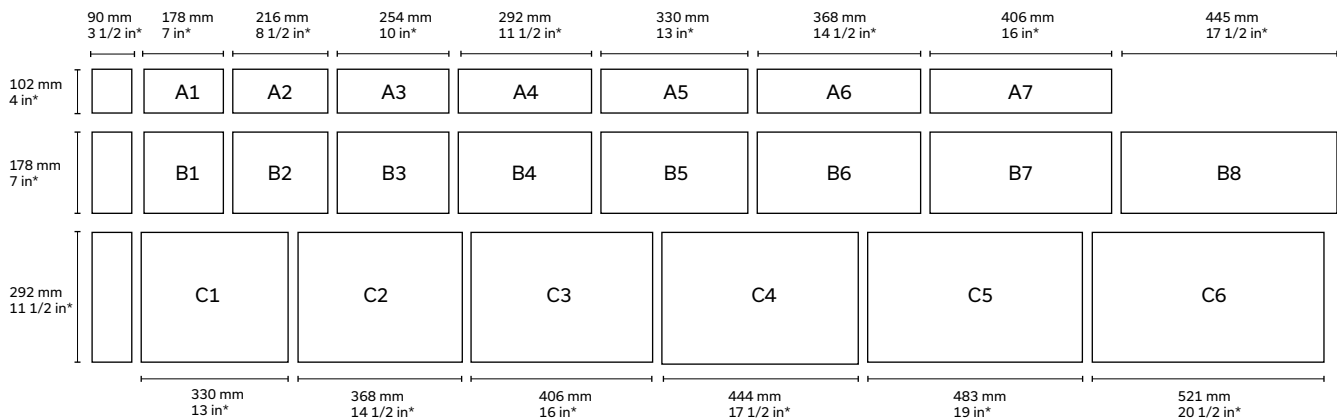 90 mm
3 1/2 in*
178 mm
7 in*
216 mm
8 1/2 in*
254 mm
10 in*
292 mm
11 1/2 in*
330 mm
13 in*
368 mm
14 1/2 in*
406 mm
16 in*
445 mm
17 1/2 in*
102 mm
4 in*
A1
A2
A3
A4
A5
A6
A7
178 mm
7 in*
B1
B2
B3
B4
B5
B6
B7
B8
292 mm
11 1/2 in*
C1
C2
C3
C4
C5
C6
330 mm
13 in*
368 mm
14 1/2 in*
406 mm
16 in*
444 mm
17 1/2 in*
483 mm
19 in*
521 mm
20 1/2 in*